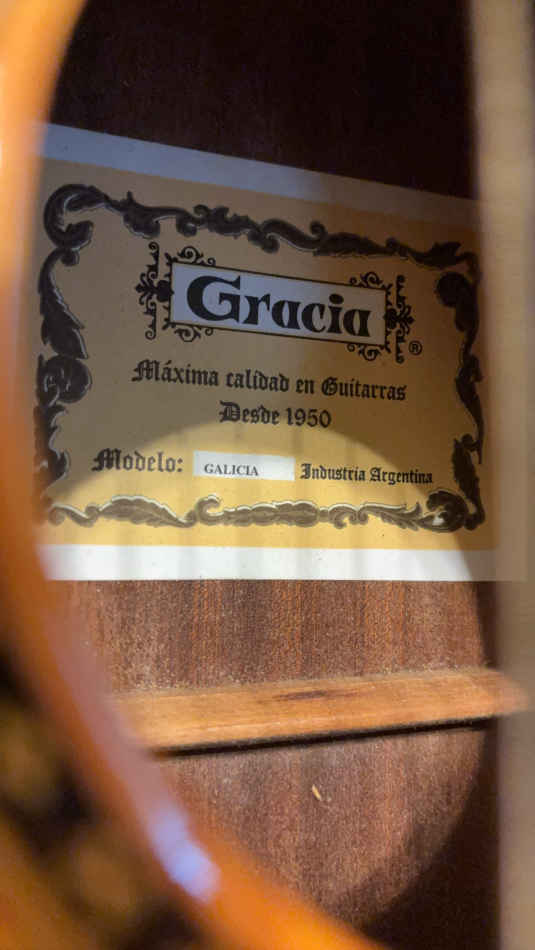 Gracia ®
Máxima calidad en Guitarras
Desde 1950
Modelo: GALICIA Industria Argentina